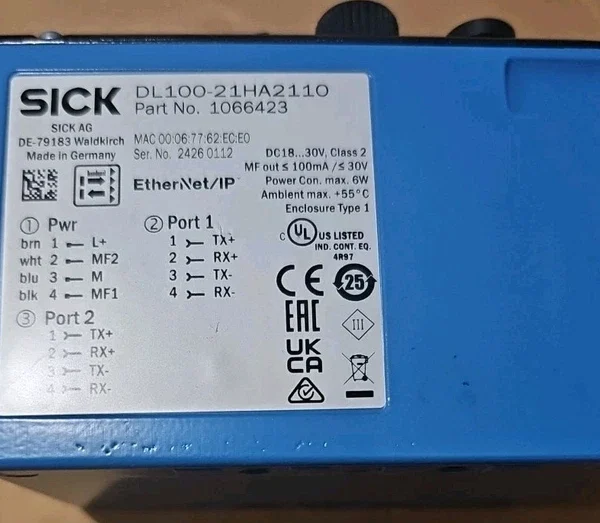 SICK
DL100-21HA2110
Part No. 1066423
SICK AG
DE-79183 Waldkirch
Made in Germany
MAC 00:06:77:62:EC:E0
Ser. No. 2426 0112
EtherNet/IP
DC18...30V, Class 2
MF out ≤ 100mA / ≤ 30V
Power Con. max. 6W
Ambient max. +55°C
Enclosure Type 1
① Pwr
brn 1 L+
wht 2 MF2
blu 3 M
blk 4 MF1
② Port 1
1 TX+
2 RX+
3 TX-
4 RX-
③ Port 2
1 TX+
2 RX+
3 TX-
4 RX-
C UL US LISTED
IND. CONT. EQ.
4R97
CE
25
EAC
III
UK
CA